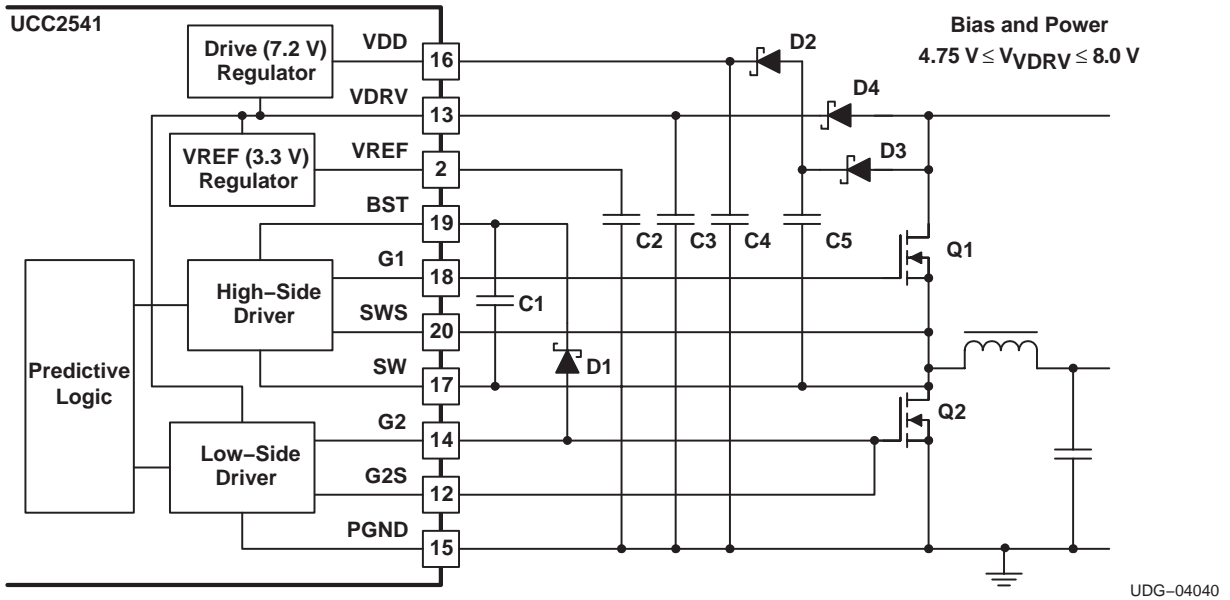 UCC2541
Drive (7.2 V)
Regulator
VDD
16
D2
Bias and Power
4.75 V ≤ VVDRV ≤ 8.0 V
VDRV
13
D4
VREF (3.3 V)
Regulator
VREF
2
D3
BST
19
C2
C3
C4
C5
Q1
G1
18
High−Side
Driver
C1
SWS
20
SW
17
D1
Predictive
Logic
G2
14
Q2
Low−Side
Driver
G2S
12
PGND
15
UDG−04040